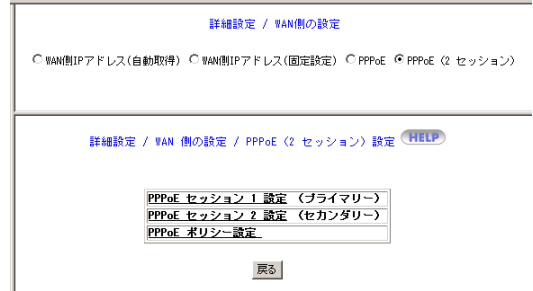 詳細設定 / WAN側の設定
WAN側IPアドレス(自動取得) WAN側IPアドレス(固定設定) PPPoE PPPoE (2 セッション)
詳細設定 / WAN 側の設定 / PPPoE (2 セッション) 設定 HELP
PPPoE セッション 1 設定 (プライマリー)
PPPoE セッション 2 設定 (セカンダリー)
PPPoE ポリシー設定
戻る